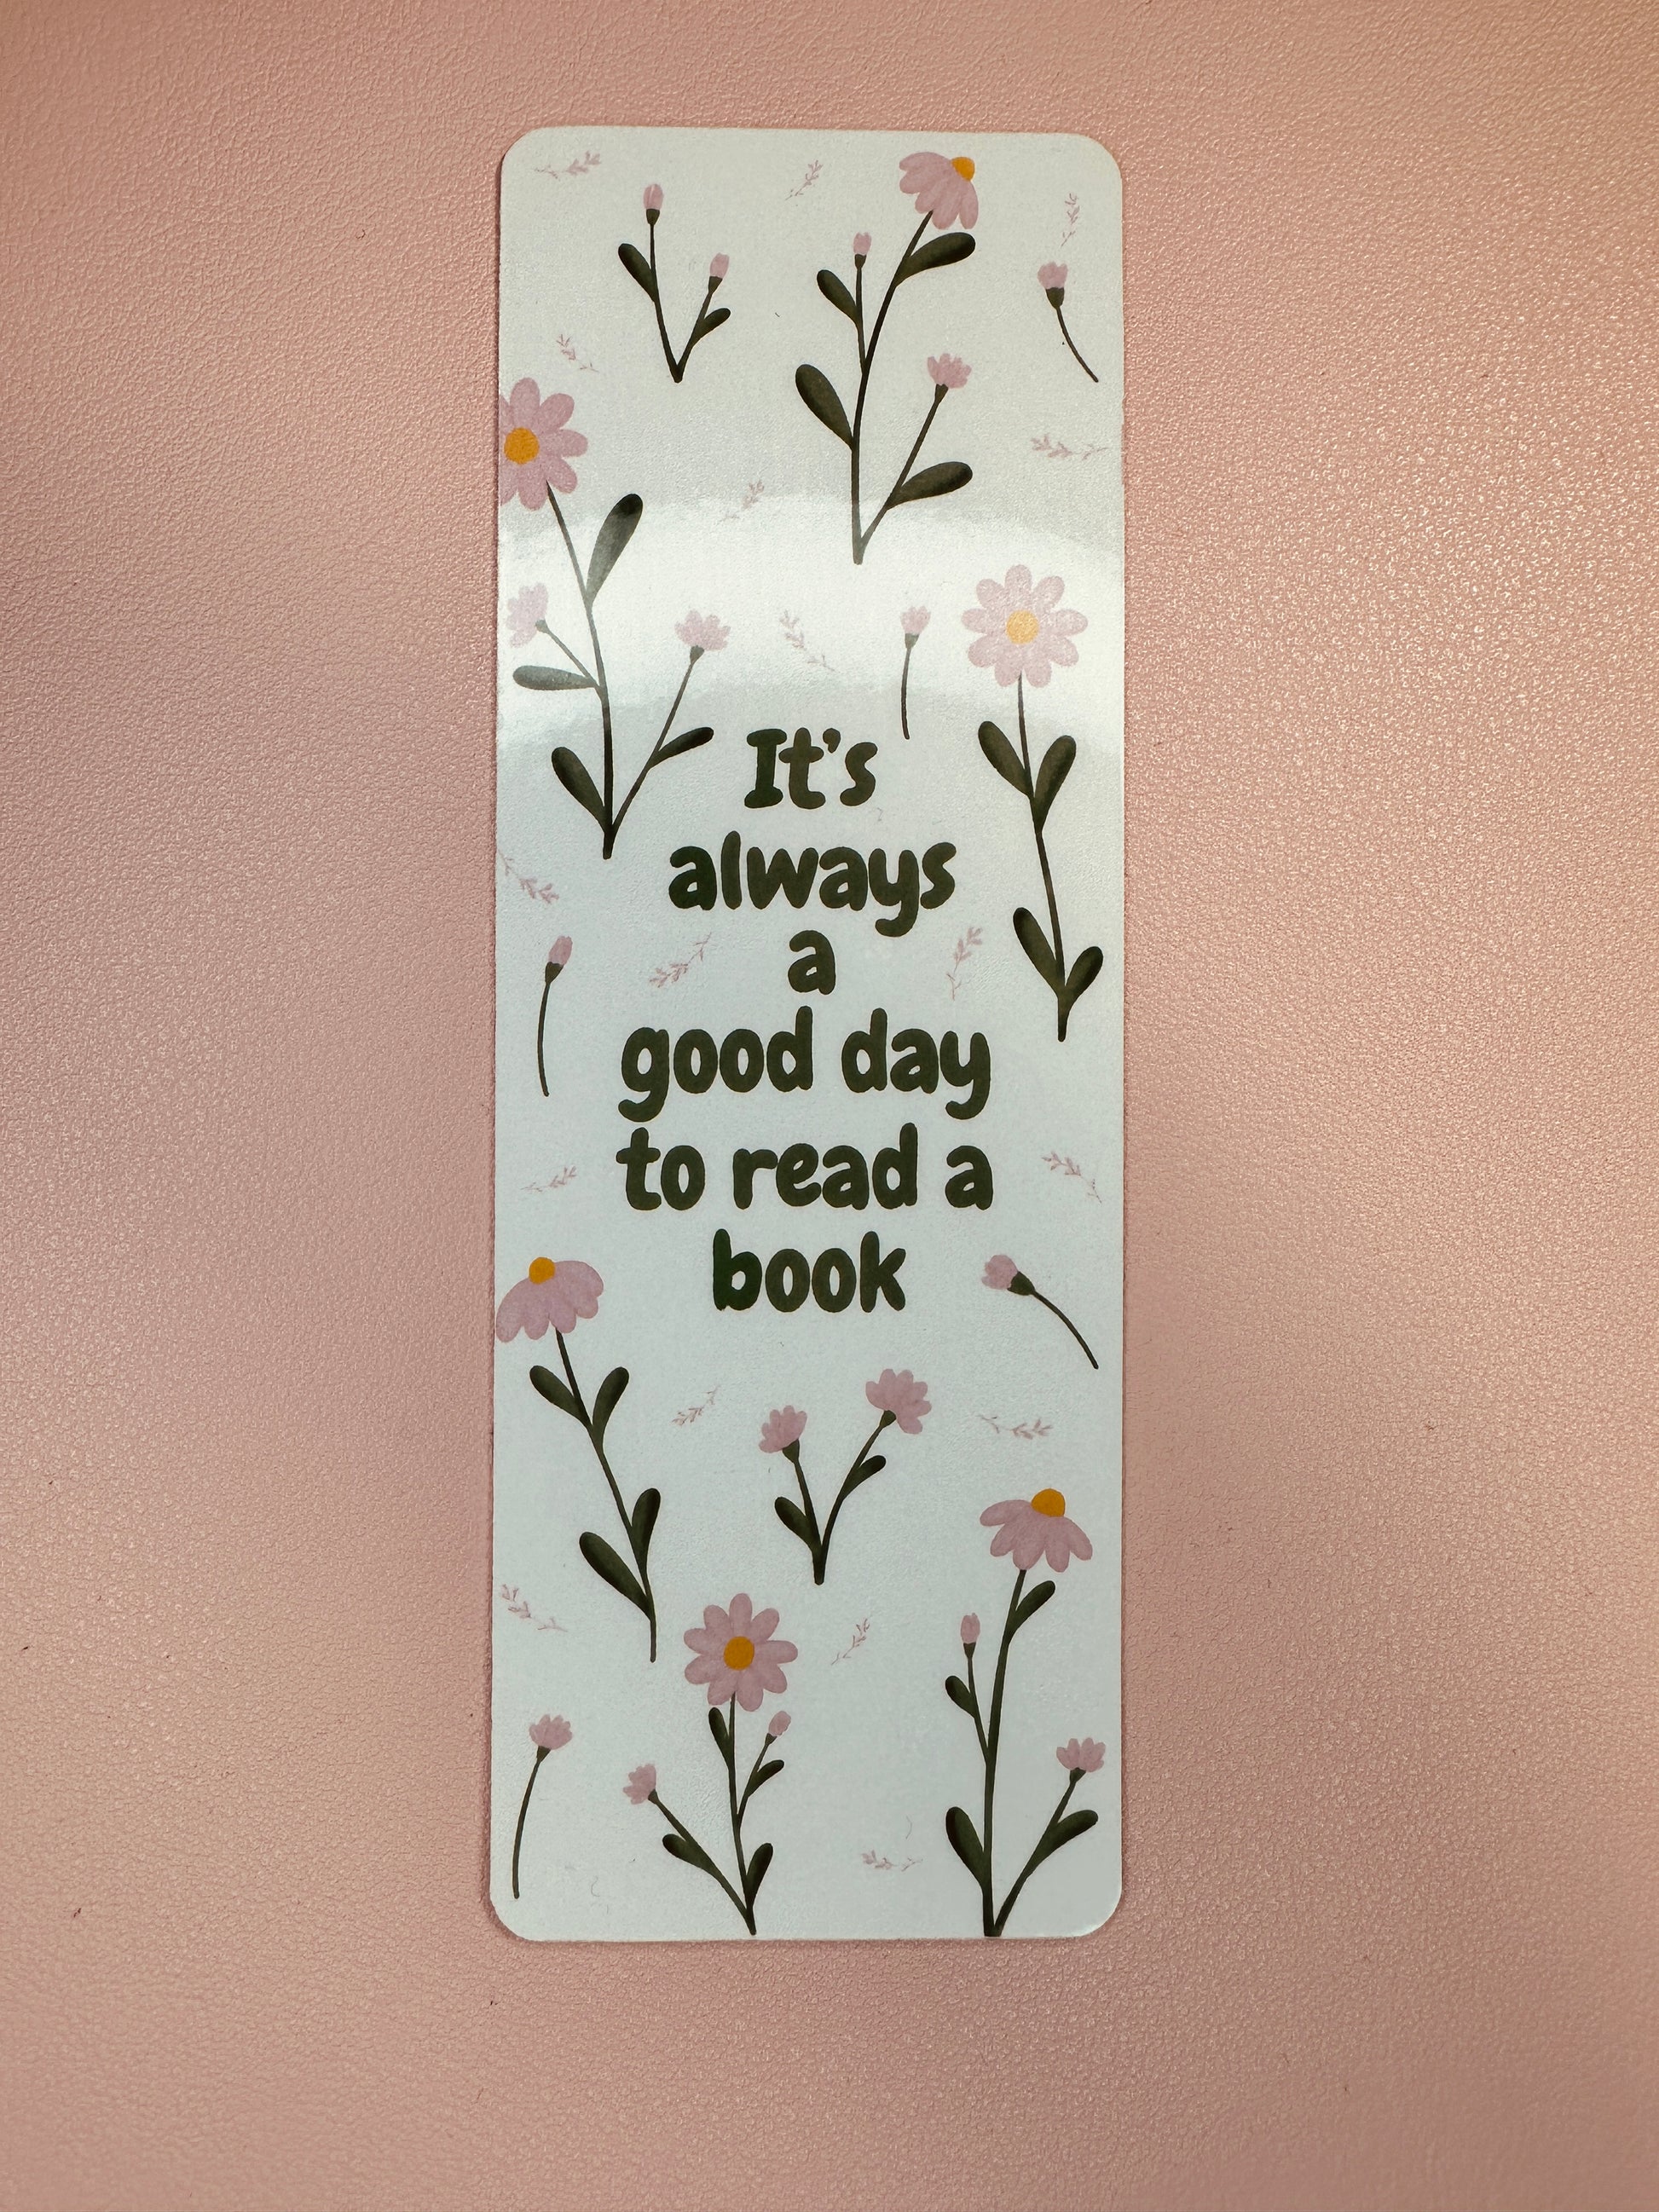 It's
always
a
good day
to read a
book